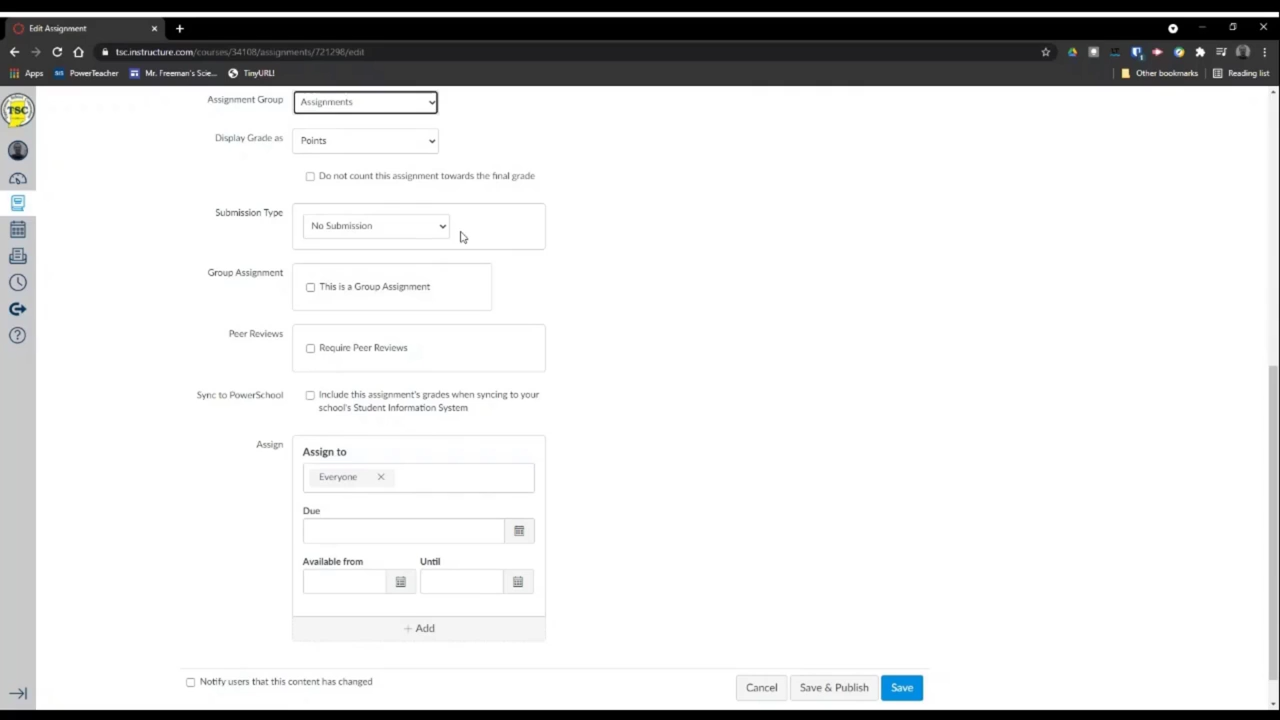 Edit Assignment
tsc.instructure.com/courses/34108/assignments/721298/edit
Apps PowerTeacher Mr. Freeman's Scie... TinyURL! Other bookmarks Reading list
TSC
Assignment Group Assignments
Display Grade as Points
Do not count this assignment towards the final grade
Submission Type No Submission
Group Assignment This is a Group Assignment
Peer Reviews Require Peer Reviews
Sync to PowerSchool Include this assignment's grades when syncing to your
school's Student Information System
Assign Assign to
Everyone
Due
Available from Until
+ Add
Notify users that this content has changed Cancel Save & Publish Save